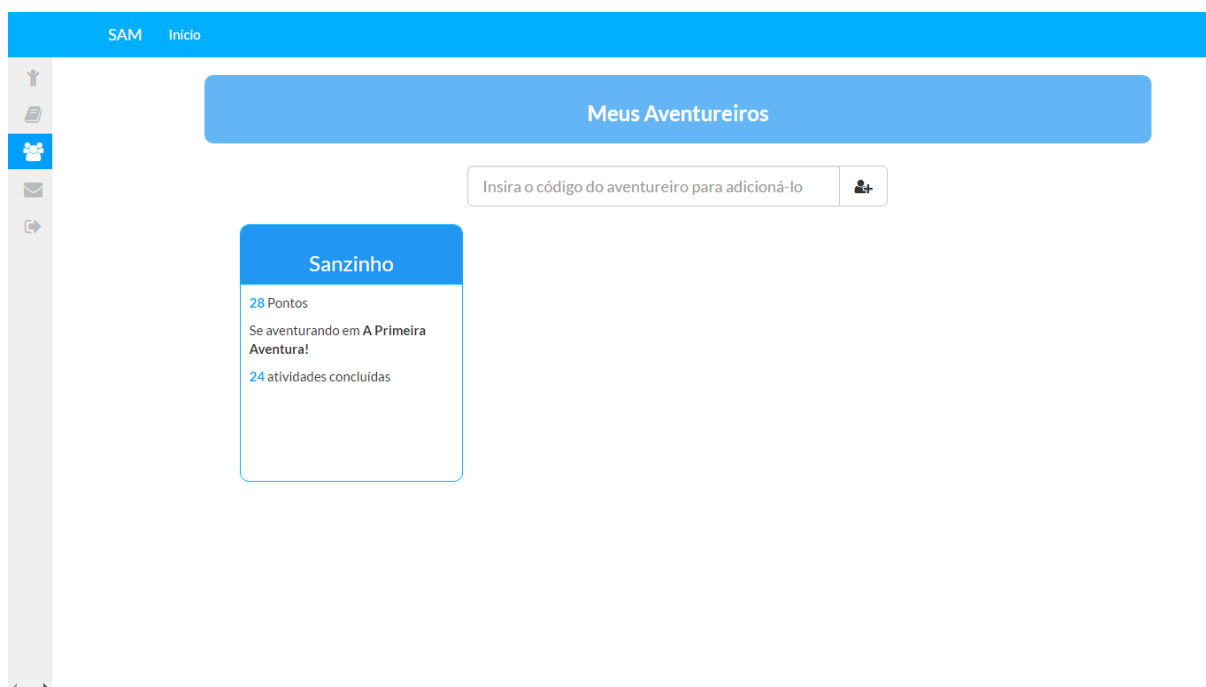 SAM Início
Meus Aventureiros
Insira o código do aventureiro para adicioná-lo
Sanzinho
28 Pontos
Se aventurando em A Primeira
Aventura!
24 atividades concluídas